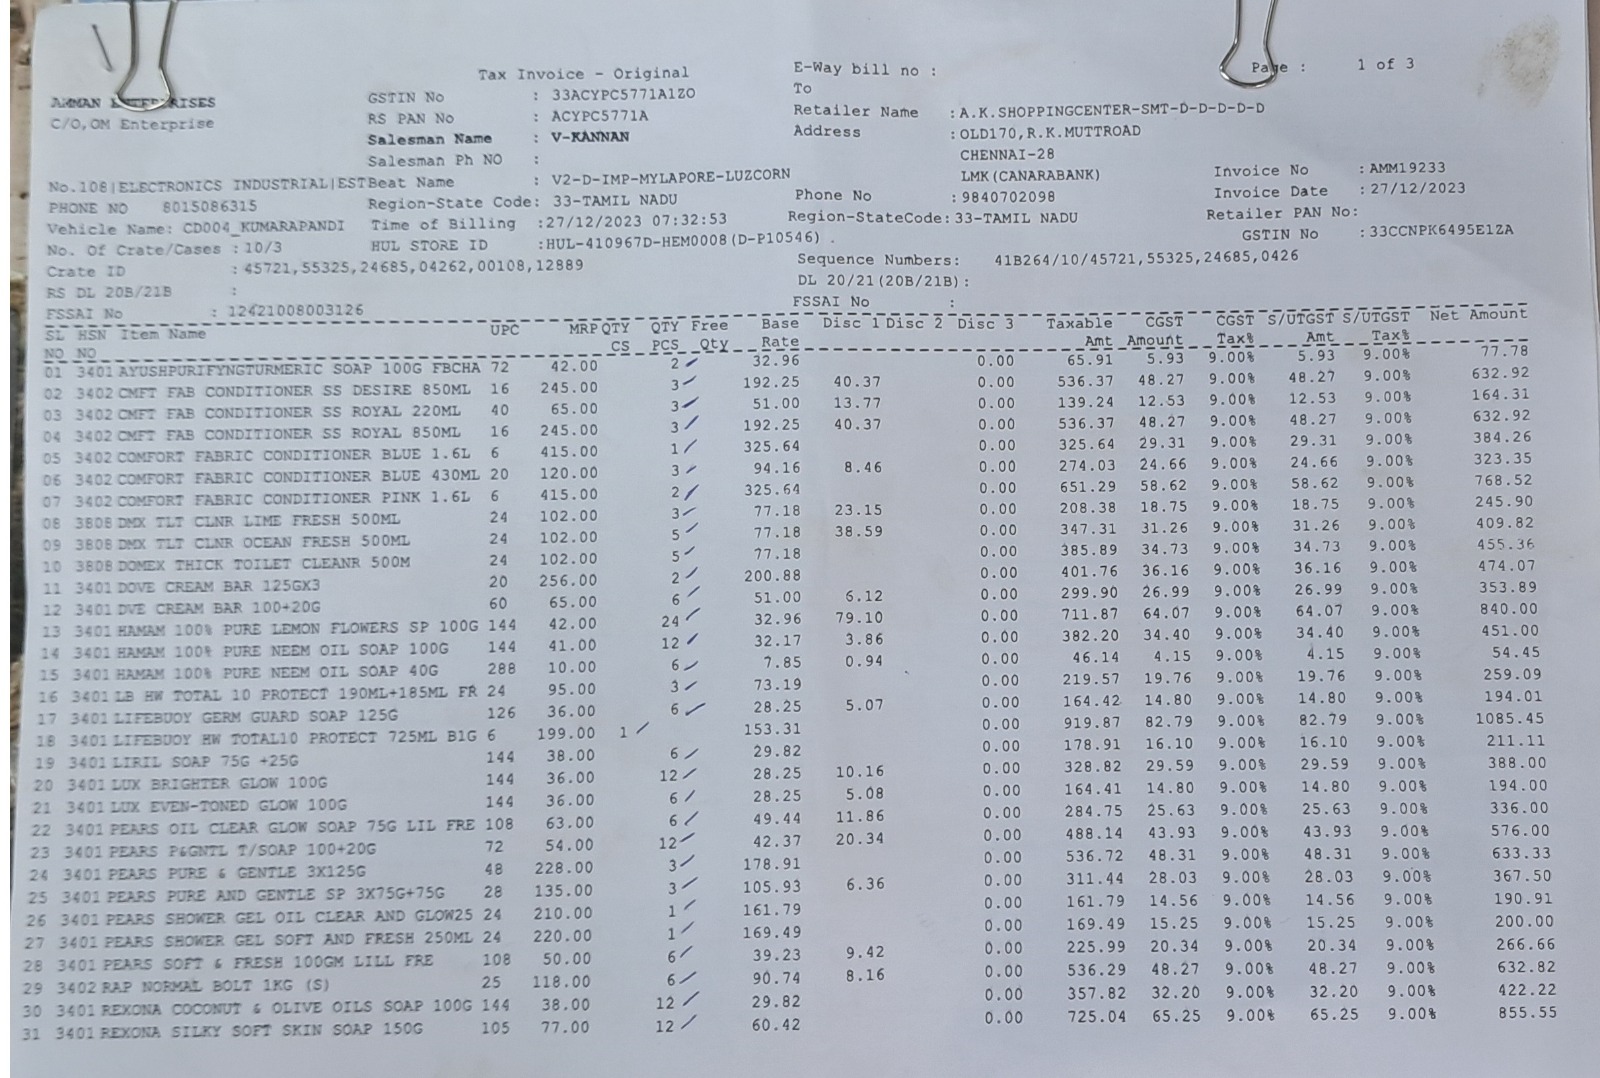 Tax Invoice - Original E-Way bill no : Page : 1 of 3
AMMAN ENTERPRISES GSTIN No : 33ACYPC5771A1ZO To
C/O,OM Enterprise RS PAN No : ACYPC5771A Retailer Name :A.K.SHOPPINGCENTER-SMT-D-D-D-D-D
Salesman Name : V-KANNAN Address :OLD170,R.K.MUTTROAD
Salesman Ph NO : CHENNAI-28
No.108|ELECTRONICS INDUSTRIAL|ESTBeat Name : V2-D-IMP-MYLAPORE-LUZCORN LMK(CANARABANK) Invoice No :AMM19233
PHONE NO 8015086315 Region-State Code: 33-TAMIL NADU Phone No :9840702098 Invoice Date :27/12/2023
Vehicle Name: CD004_KUMARAPANDI Time of Billing :27/12/2023 07:32:53 Region-StateCode:33-TAMIL NADU Retailer PAN No:
No. Of Crate/Cases :10/3 HUL STORE ID :HUL-410967D-HEM0008(D-P10546) . GSTIN No :33CCNPK6495E1ZA
Crate ID :45721,55325,24685,04262,00108,12889 Sequence Numbers: 41B264/10/45721,55325,24685,0426
RS DL 20B/21B : DL 20/21(20B/21B):
FSSAI No : 12421008003126 FSSAI No :
SL HSN Item Name UPC MRP QTY QTY Free Base Disc 1 Disc 2 Disc 3 Taxable CGST CGST S/UTGST S/UTGST Net Amount
NO NO CS PCS Qty Rate Amt Amount Tax% Amt Tax%
01 3401 AYUSHPURIFYNGTURMERIC SOAP 100G FBCHA 72 42.00 2 32.96 0.00 65.91 5.93 9.00% 5.93 9.00% 77.78
02 3402 CMFT FAB CONDITIONER SS DESIRE 850ML 16 245.00 3 192.25 40.37 0.00 536.37 48.27 9.00% 48.27 9.00% 632.92
03 3402 CMFT FAB CONDITIONER SS ROYAL 220ML 40 65.00 3 51.00 13.77 0.00 139.24 12.53 9.00% 12.53 9.00% 164.31
04 3402 CMFT FAB CONDITIONER SS ROYAL 850ML 16 245.00 3 192.25 40.37 0.00 536.37 48.27 9.00% 48.27 9.00% 632.92
05 3402 COMFORT FABRIC CONDITIONER BLUE 1.6L 6 415.00 1 325.64 0.00 325.64 29.31 9.00% 29.31 9.00% 384.26
06 3402 COMFORT FABRIC CONDITIONER BLUE 430ML 20 120.00 3 94.16 8.46 0.00 274.03 24.66 9.00% 24.66 9.00% 323.35
07 3402 COMFORT FABRIC CONDITIONER PINK 1.6L 6 415.00 2 325.64 0.00 651.29 58.62 9.00% 58.62 9.00% 768.52
08 3808 DMX TLT CLNR LIME FRESH 500ML 24 102.00 3 77.18 23.15 0.00 208.38 18.75 9.00% 18.75 9.00% 245.90
09 3808 DMX TLT CLNR OCEAN FRESH 500ML 24 102.00 5 77.18 38.59 0.00 347.31 31.26 9.00% 31.26 9.00% 409.82
10 3808 DOMEX THICK TOILET CLEANR 500M 24 102.00 5 77.18 0.00 385.89 34.73 9.00% 34.73 9.00% 455.36
11 3401 DOVE CREAM BAR 125GX3 20 256.00 2 200.88 0.00 401.76 36.16 9.00% 36.16 9.00% 474.07
12 3401 DVE CREAM BAR 100+20G 60 65.00 6 51.00 6.12 0.00 299.90 26.99 9.00% 26.99 9.00% 353.89
13 3401 HAMAM 100% PURE LEMON FLOWERS SP 100G 144 42.00 24 32.96 79.10 0.00 711.87 64.07 9.00% 64.07 9.00% 840.00
14 3401 HAMAM 100% PURE NEEM OIL SOAP 100G 144 41.00 12 32.17 3.86 0.00 382.20 34.40 9.00% 34.40 9.00% 451.00
15 3401 HAMAM 100% PURE NEEM OIL SOAP 40G 288 10.00 6 7.85 0.94 0.00 46.14 4.15 9.00% 4.15 9.00% 54.45
16 3401 LB HW TOTAL 10 PROTECT 190ML+185ML FR 24 95.00 3 73.19 0.00 219.57 19.76 9.00% 19.76 9.00% 259.09
17 3401 LIFEBUOY GERM GUARD SOAP 125G 126 36.00 6 28.25 5.07 0.00 164.42 14.80 9.00% 14.80 9.00% 194.01
18 3401 LIFEBUOY HW TOTAL10 PROTECT 725ML B1G 6 199.00 1 153.31 0.00 919.87 82.79 9.00% 82.79 9.00% 1085.45
19 3401 LIRIL SOAP 75G +25G 144 38.00 6 29.82 0.00 178.91 16.10 9.00% 16.10 9.00% 211.11
20 3401 LUX BRIGHTER GLOW 100G 144 36.00 12 28.25 10.16 0.00 328.82 29.59 9.00% 29.59 9.00% 388.00
21 3401 LUX EVEN-TONED GLOW 100G 144 36.00 6 28.25 5.08 0.00 164.41 14.80 9.00% 14.80 9.00% 194.00
22 3401 PEARS OIL CLEAR GLOW SOAP 75G LIL FRE 108 63.00 6 49.44 11.86 0.00 284.75 25.63 9.00% 25.63 9.00% 336.00
23 3401 PEARS P&GNTL T/SOAP 100+20G 72 54.00 12 42.37 20.34 0.00 488.14 43.93 9.00% 43.93 9.00% 576.00
24 3401 PEARS PURE & GENTLE 3X125G 48 228.00 3 178.91 0.00 536.72 48.31 9.00% 48.31 9.00% 633.33
25 3401 PEARS PURE AND GENTLE SP 3X75G+75G 28 135.00 3 105.93 6.36 0.00 311.44 28.03 9.00% 28.03 9.00% 367.50
26 3401 PEARS SHOWER GEL OIL CLEAR AND GLOW25 24 210.00 1 161.79 0.00 161.79 14.56 9.00% 14.56 9.00% 190.91
27 3401 PEARS SHOWER GEL SOFT AND FRESH 250ML 24 220.00 1 169.49 0.00 169.49 15.25 9.00% 15.25 9.00% 200.00
28 3401 PEARS SOFT & FRESH 100GM LILL FRE 108 50.00 6 39.23 9.42 0.00 225.99 20.34 9.00% 20.34 9.00% 266.66
29 3402 RAP NORMAL BOLT 1KG (S) 25 118.00 6 90.74 8.16 0.00 536.29 48.27 9.00% 48.27 9.00% 632.82
30 3401 REXONA COCONUT & OLIVE OILS SOAP 100G 144 38.00 12 29.82 0.00 357.82 32.20 9.00% 32.20 9.00% 422.22
31 3401 REXONA SILKY SOFT SKIN SOAP 150G 105 77.00 12 60.42 0.00 725.04 65.25 9.00% 65.25 9.00% 855.55